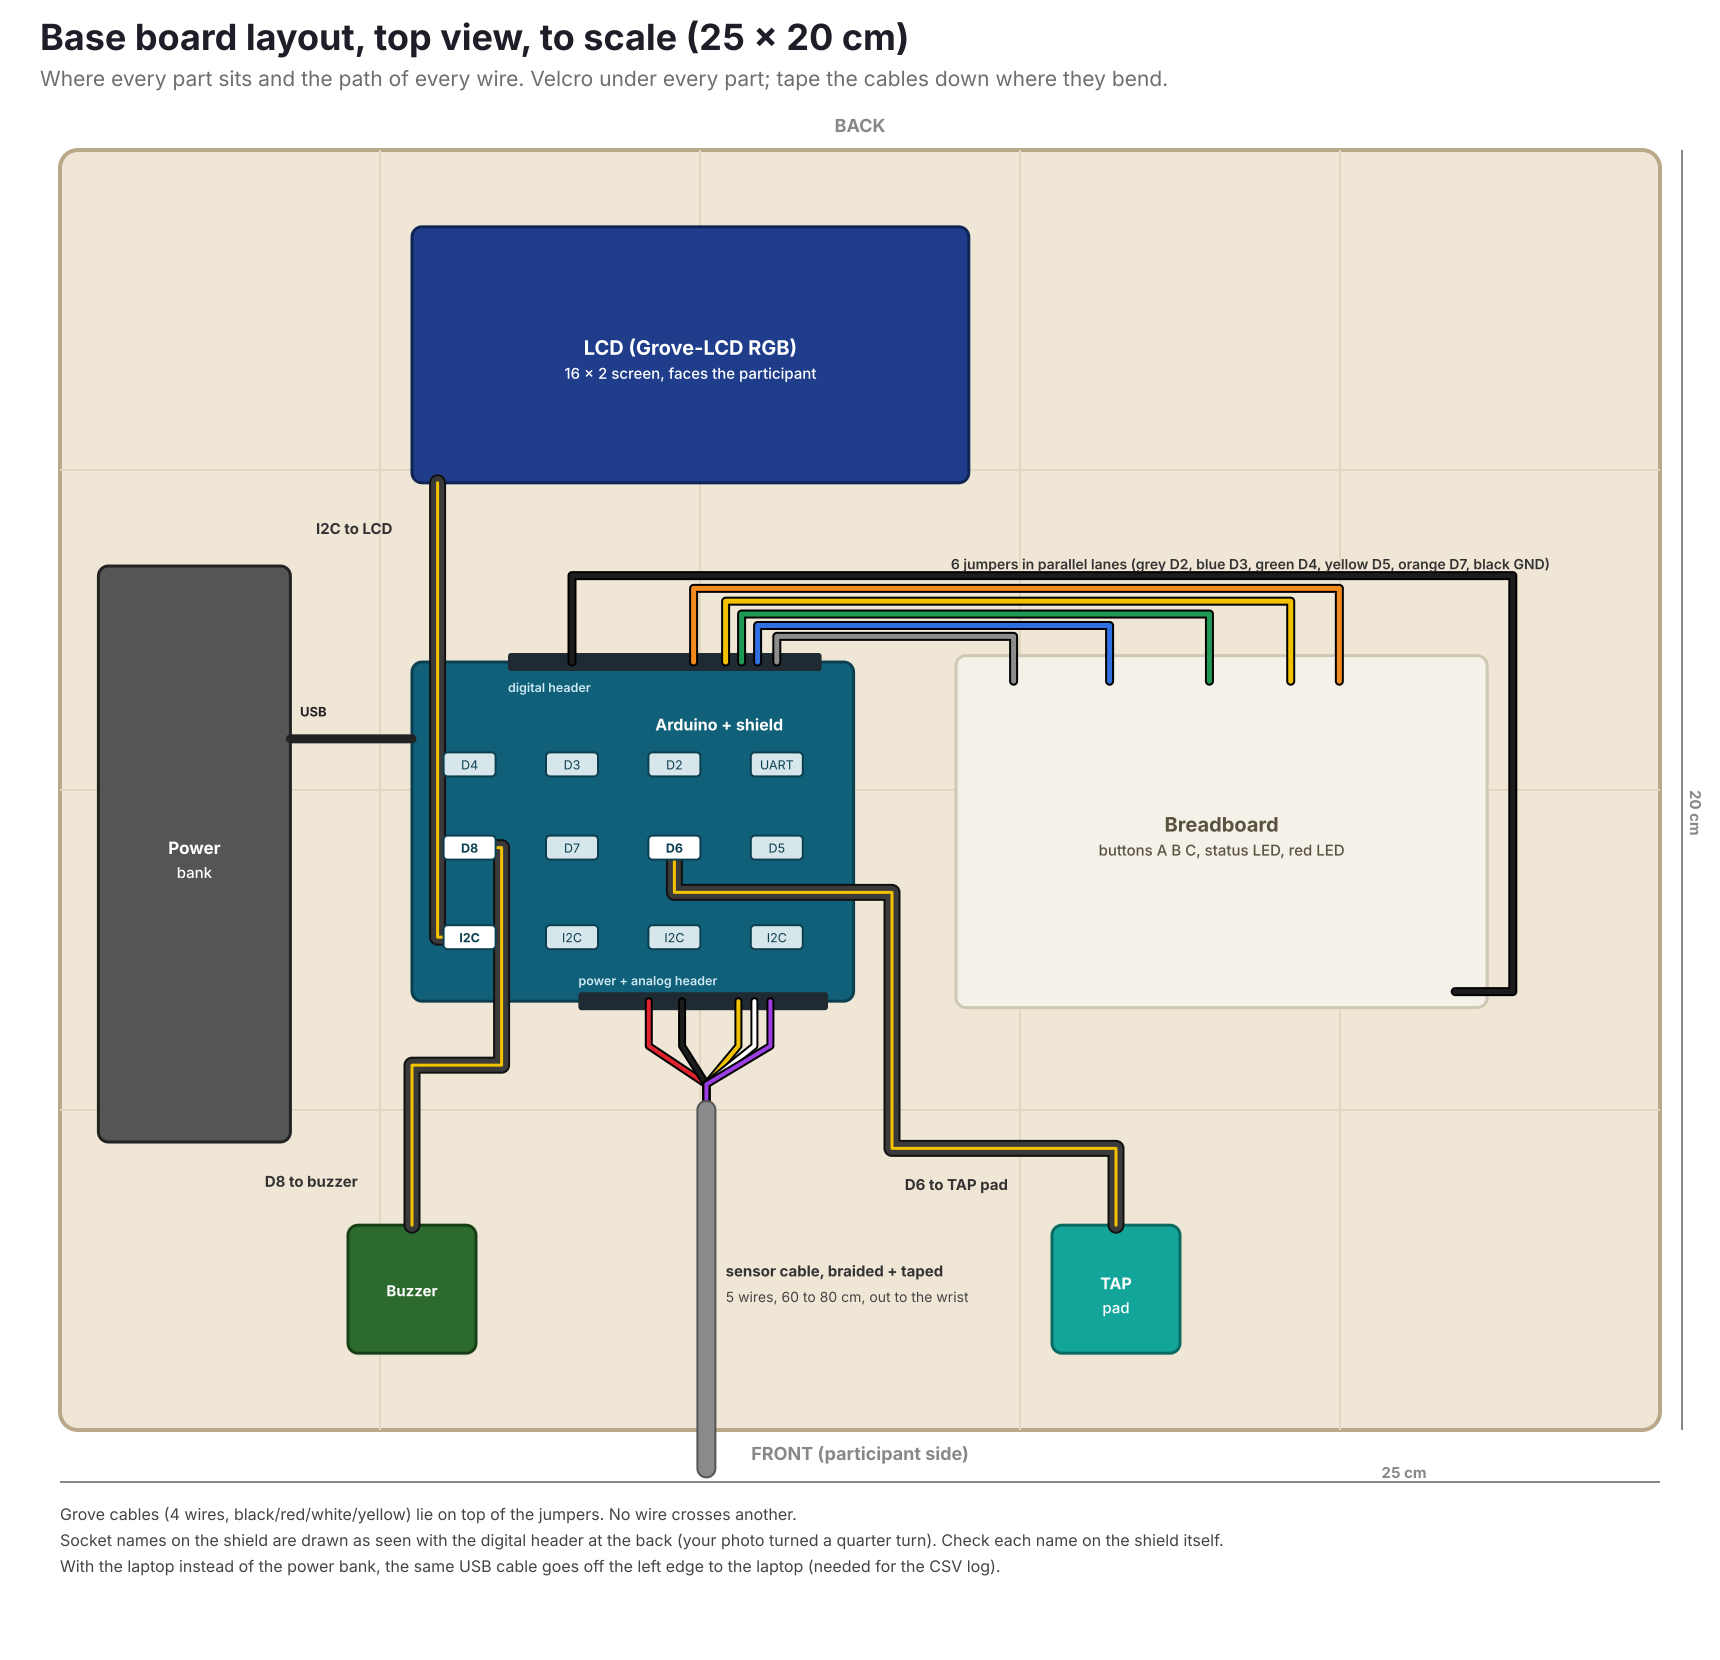 Base board layout, top view, to scale (25 × 20 cm)
Where every part sits and the path of every wire. Velcro under every part; tape the cables down where they bend.
BACK
LCD (Grove-LCD RGB)
16 × 2 screen, faces the participant
I2C to LCD
6 jumpers in parallel lanes (grey D2, blue D3, green D4, yellow D5, orange D7, black GND)
digital header
USB
Arduino + shield
D4 D3 D2 UART
Power
bank
D8 D7 D6 D5
Breadboard
buttons A B C, status LED, red LED
20 cm
I2C I2C I2C I2C
power + analog header
D8 to buzzer
D6 to TAP pad
Buzzer
sensor cable, braided + taped
5 wires, 60 to 80 cm, out to the wrist
TAP
pad
FRONT (participant side)
25 cm
Grove cables (4 wires, black/red/white/yellow) lie on top of the jumpers. No wire crosses another.
Socket names on the shield are drawn as seen with the digital header at the back (your photo turned a quarter turn). Check each name on the shield itself.
With the laptop instead of the power bank, the same USB cable goes off the left edge to the laptop (needed for the CSV log).